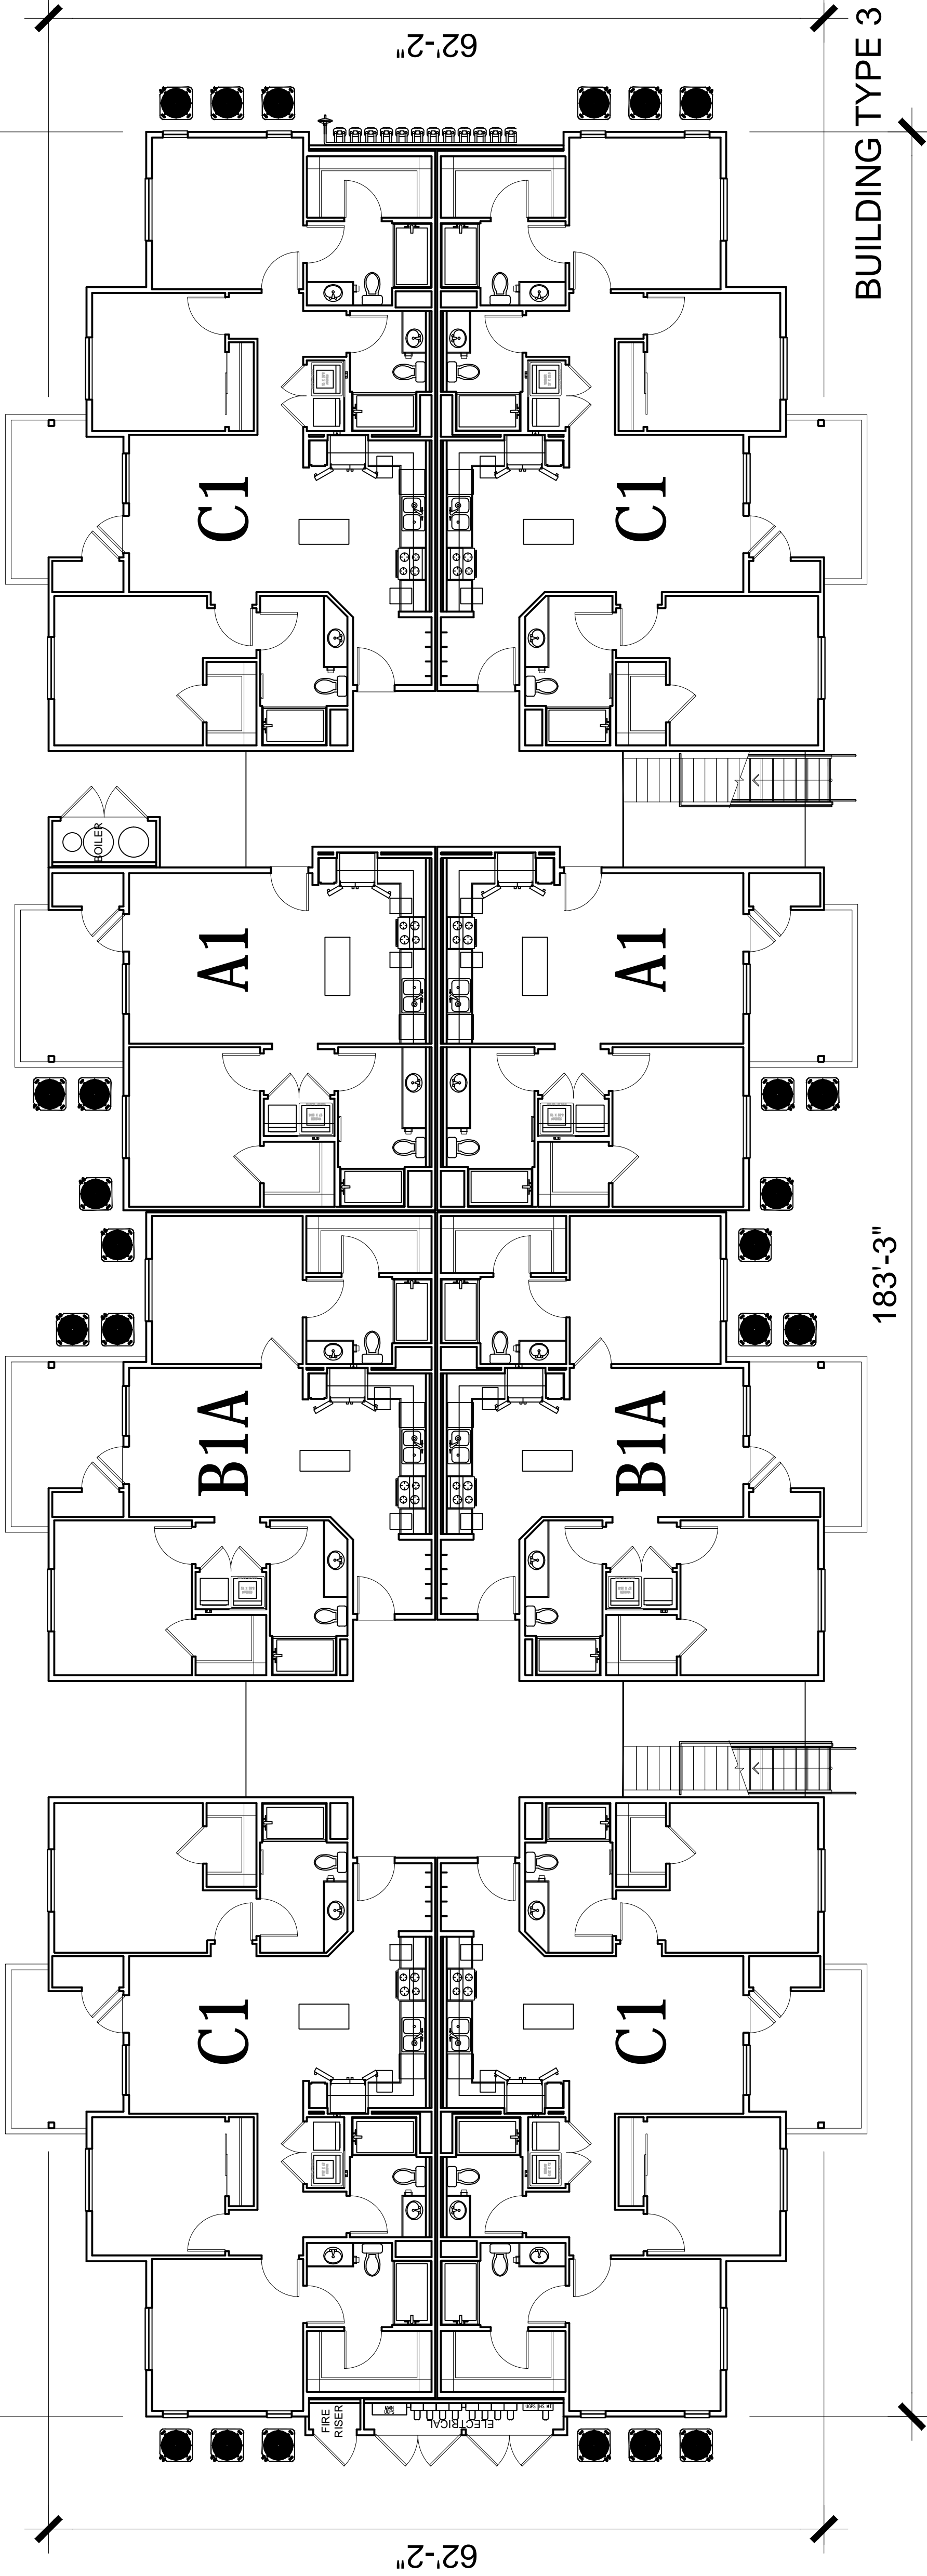 62'-2"
BUILDING TYPE 3
C1
C1
BOILER
A1
A1
183'-3"
B1A
B1A
C1
C1
FIRE
RISER
ELECTRICAL
62'-2"